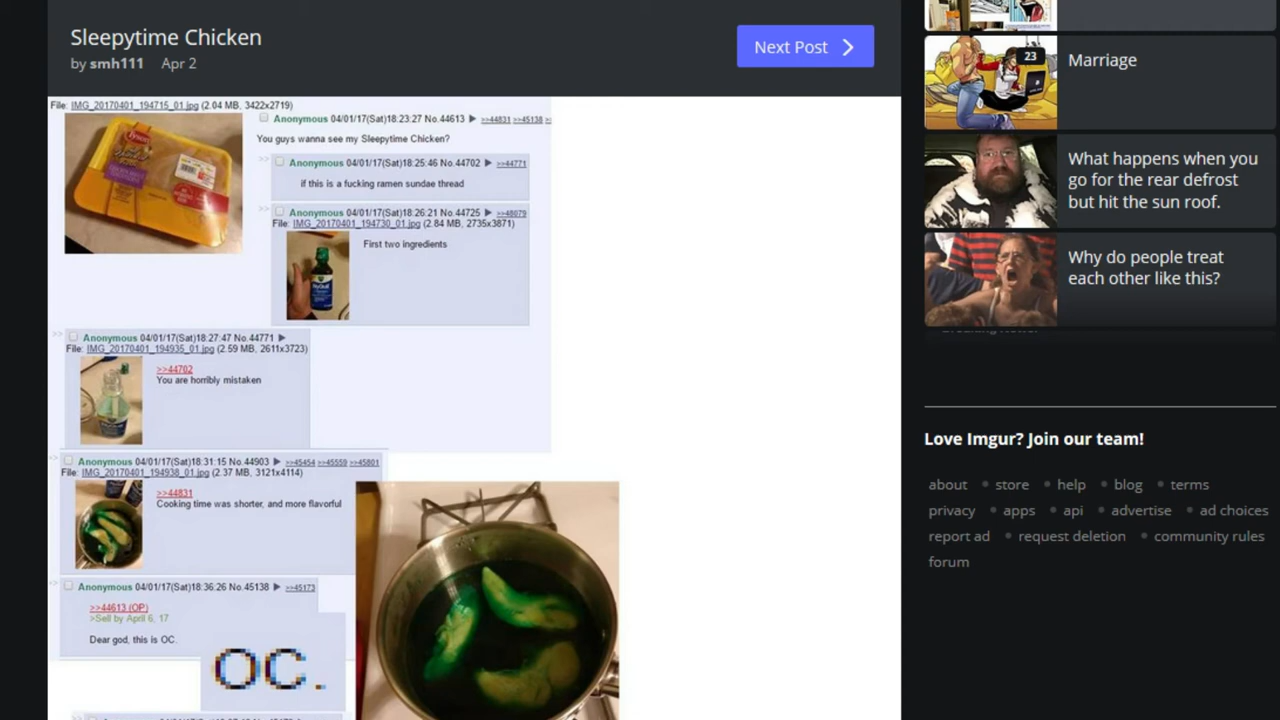 Sleepytime Chicken
by smh111 Apr 2
Next Post
File: IMG_20170401_194715_01.jpg (2.04 MB, 3422x2719)
Anonymous 04/01/17(Sat)18:23:27 No.44613 ▶ >>44831 >>45138 >>
You guys wanna see my Sleepytime Chicken?
>> Anonymous 04/01/17(Sat)18:25:46 No.44702 ▶ >>44771
if this is a fucking ramen sundae thread
>> Anonymous 04/01/17(Sat)18:26:21 No.44725 ▶ >>48079
File: IMG_20170401_194730_01.jpg (2.84 MB, 2735x3871)
First two ingredients
>> Anonymous 04/01/17(Sat)18:27:47 No.44771 ▶
File: IMG_20170401_194935_01.jpg (2.59 MB, 2611x3723)
>>44702
You are horribly mistaken
Anonymous 04/01/17(Sat)18:31:15 No.44903 ▶ >>45454 >>45559 >>45801
File: IMG_20170401_194938_01.jpg (2.37 MB, 3121x4114)
>>44831
Cooking time was shorter, and more flavorful
Anonymous 04/01/17(Sat)18:36:26 No.45138 ▶ >>45173
>>44613 (OP)
>Sell by April 6, 17
Dear god, this is OC.
OC.
23
Marriage
What happens when you
go for the rear defrost
but hit the sun roof.
Why do people treat
each other like this?
Love Imgur? Join our team!
about • store • help • blog • terms
privacy • apps • api • advertise • ad choices
report ad • request deletion • community rules
forum